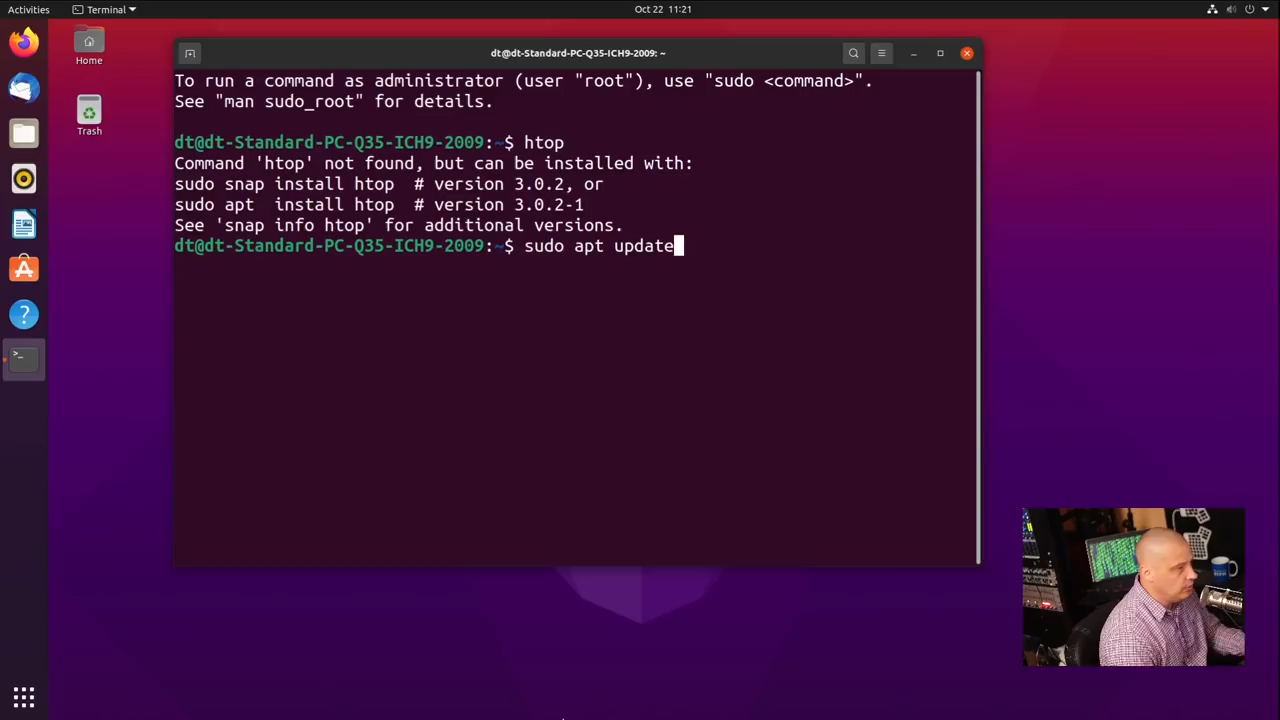 Activities
Terminal
Oct 22 11:21
dt@dt-Standard-PC-Q35-ICH9-2009: ~
Home
Trash
To run a command as administrator (user "root"), use "sudo <command>".
See "man sudo_root" for details.
dt@dt-Standard-PC-Q35-ICH9-2009:~$ htop
Command 'htop' not found, but can be installed with:
sudo snap install htop  # version 3.0.2, or
sudo apt  install htop  # version 3.0.2-1
See 'snap info htop' for additional versions.
dt@dt-Standard-PC-Q35-ICH9-2009:~$ sudo apt update